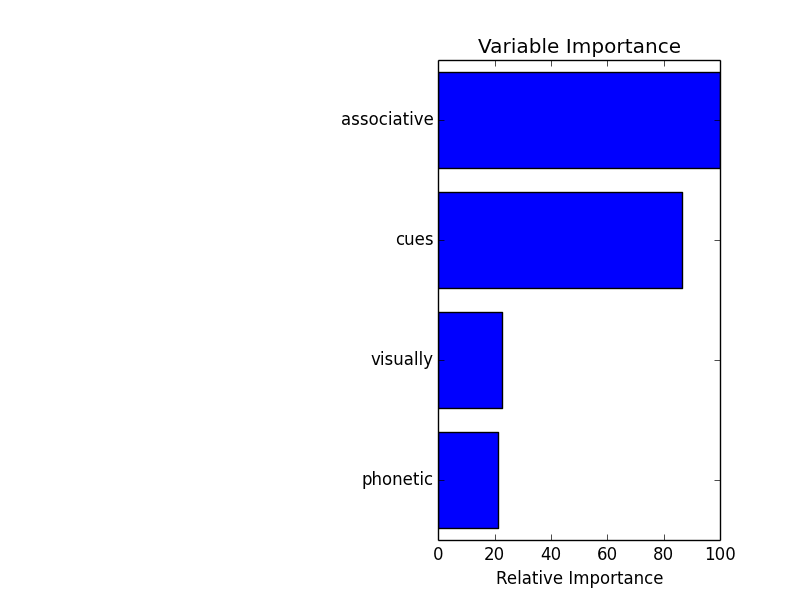 Variable Importance
associative
cues
visually
phonetic
0 20 40 60 80 100
Relative Importance